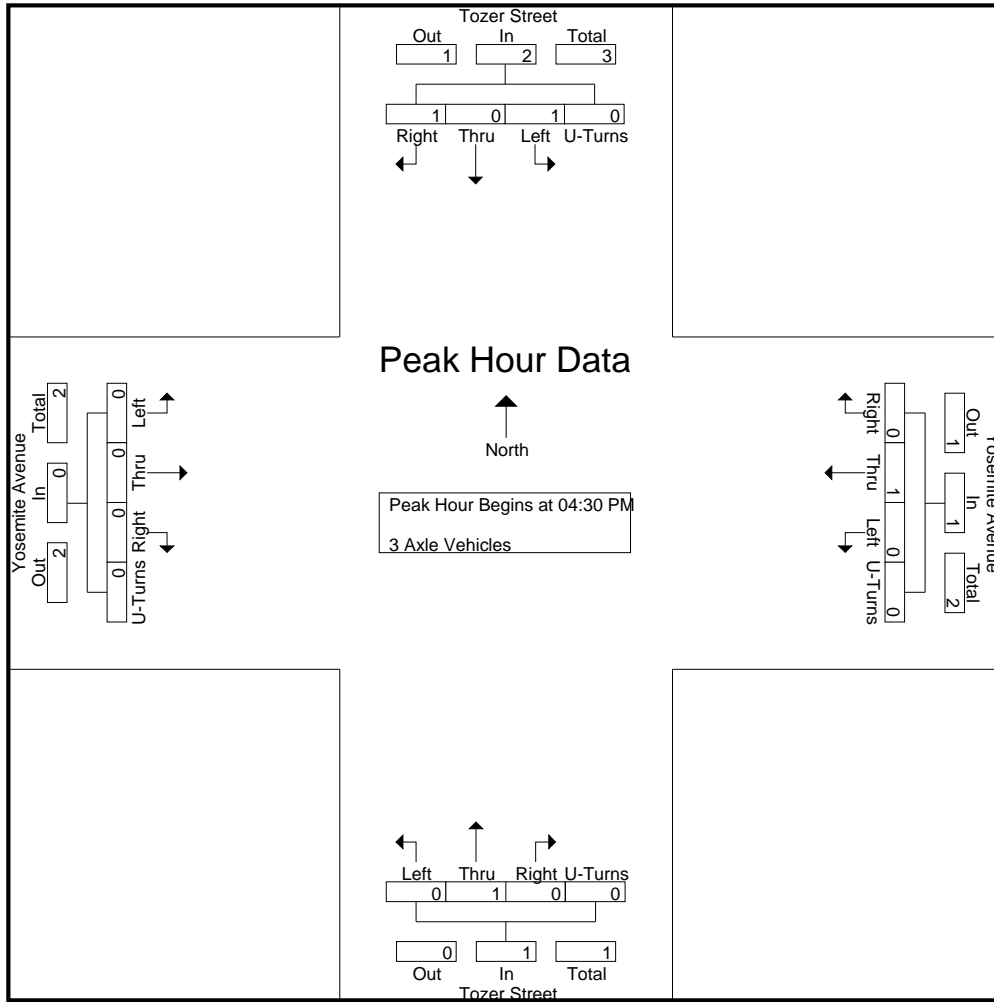 Tozer Street
Out In Total
1 2 3
1 0 1 0
Right Thru Left U-Turns
Peak Hour Data
North
Peak Hour Begins at 04:30 PM
3 Axle Vehicles
Yosemite Avenue
Out In Total
2 0 2
0 0 0 0
U-Turns Right Thru Left
Yosemite Avenue
Out In Total
1 1 2
0 1 0 0
Right Thru Left U-Turns
Left Thru Right U-Turns
0 1 0 0
0 1 1
Out In Total
Tozer Street